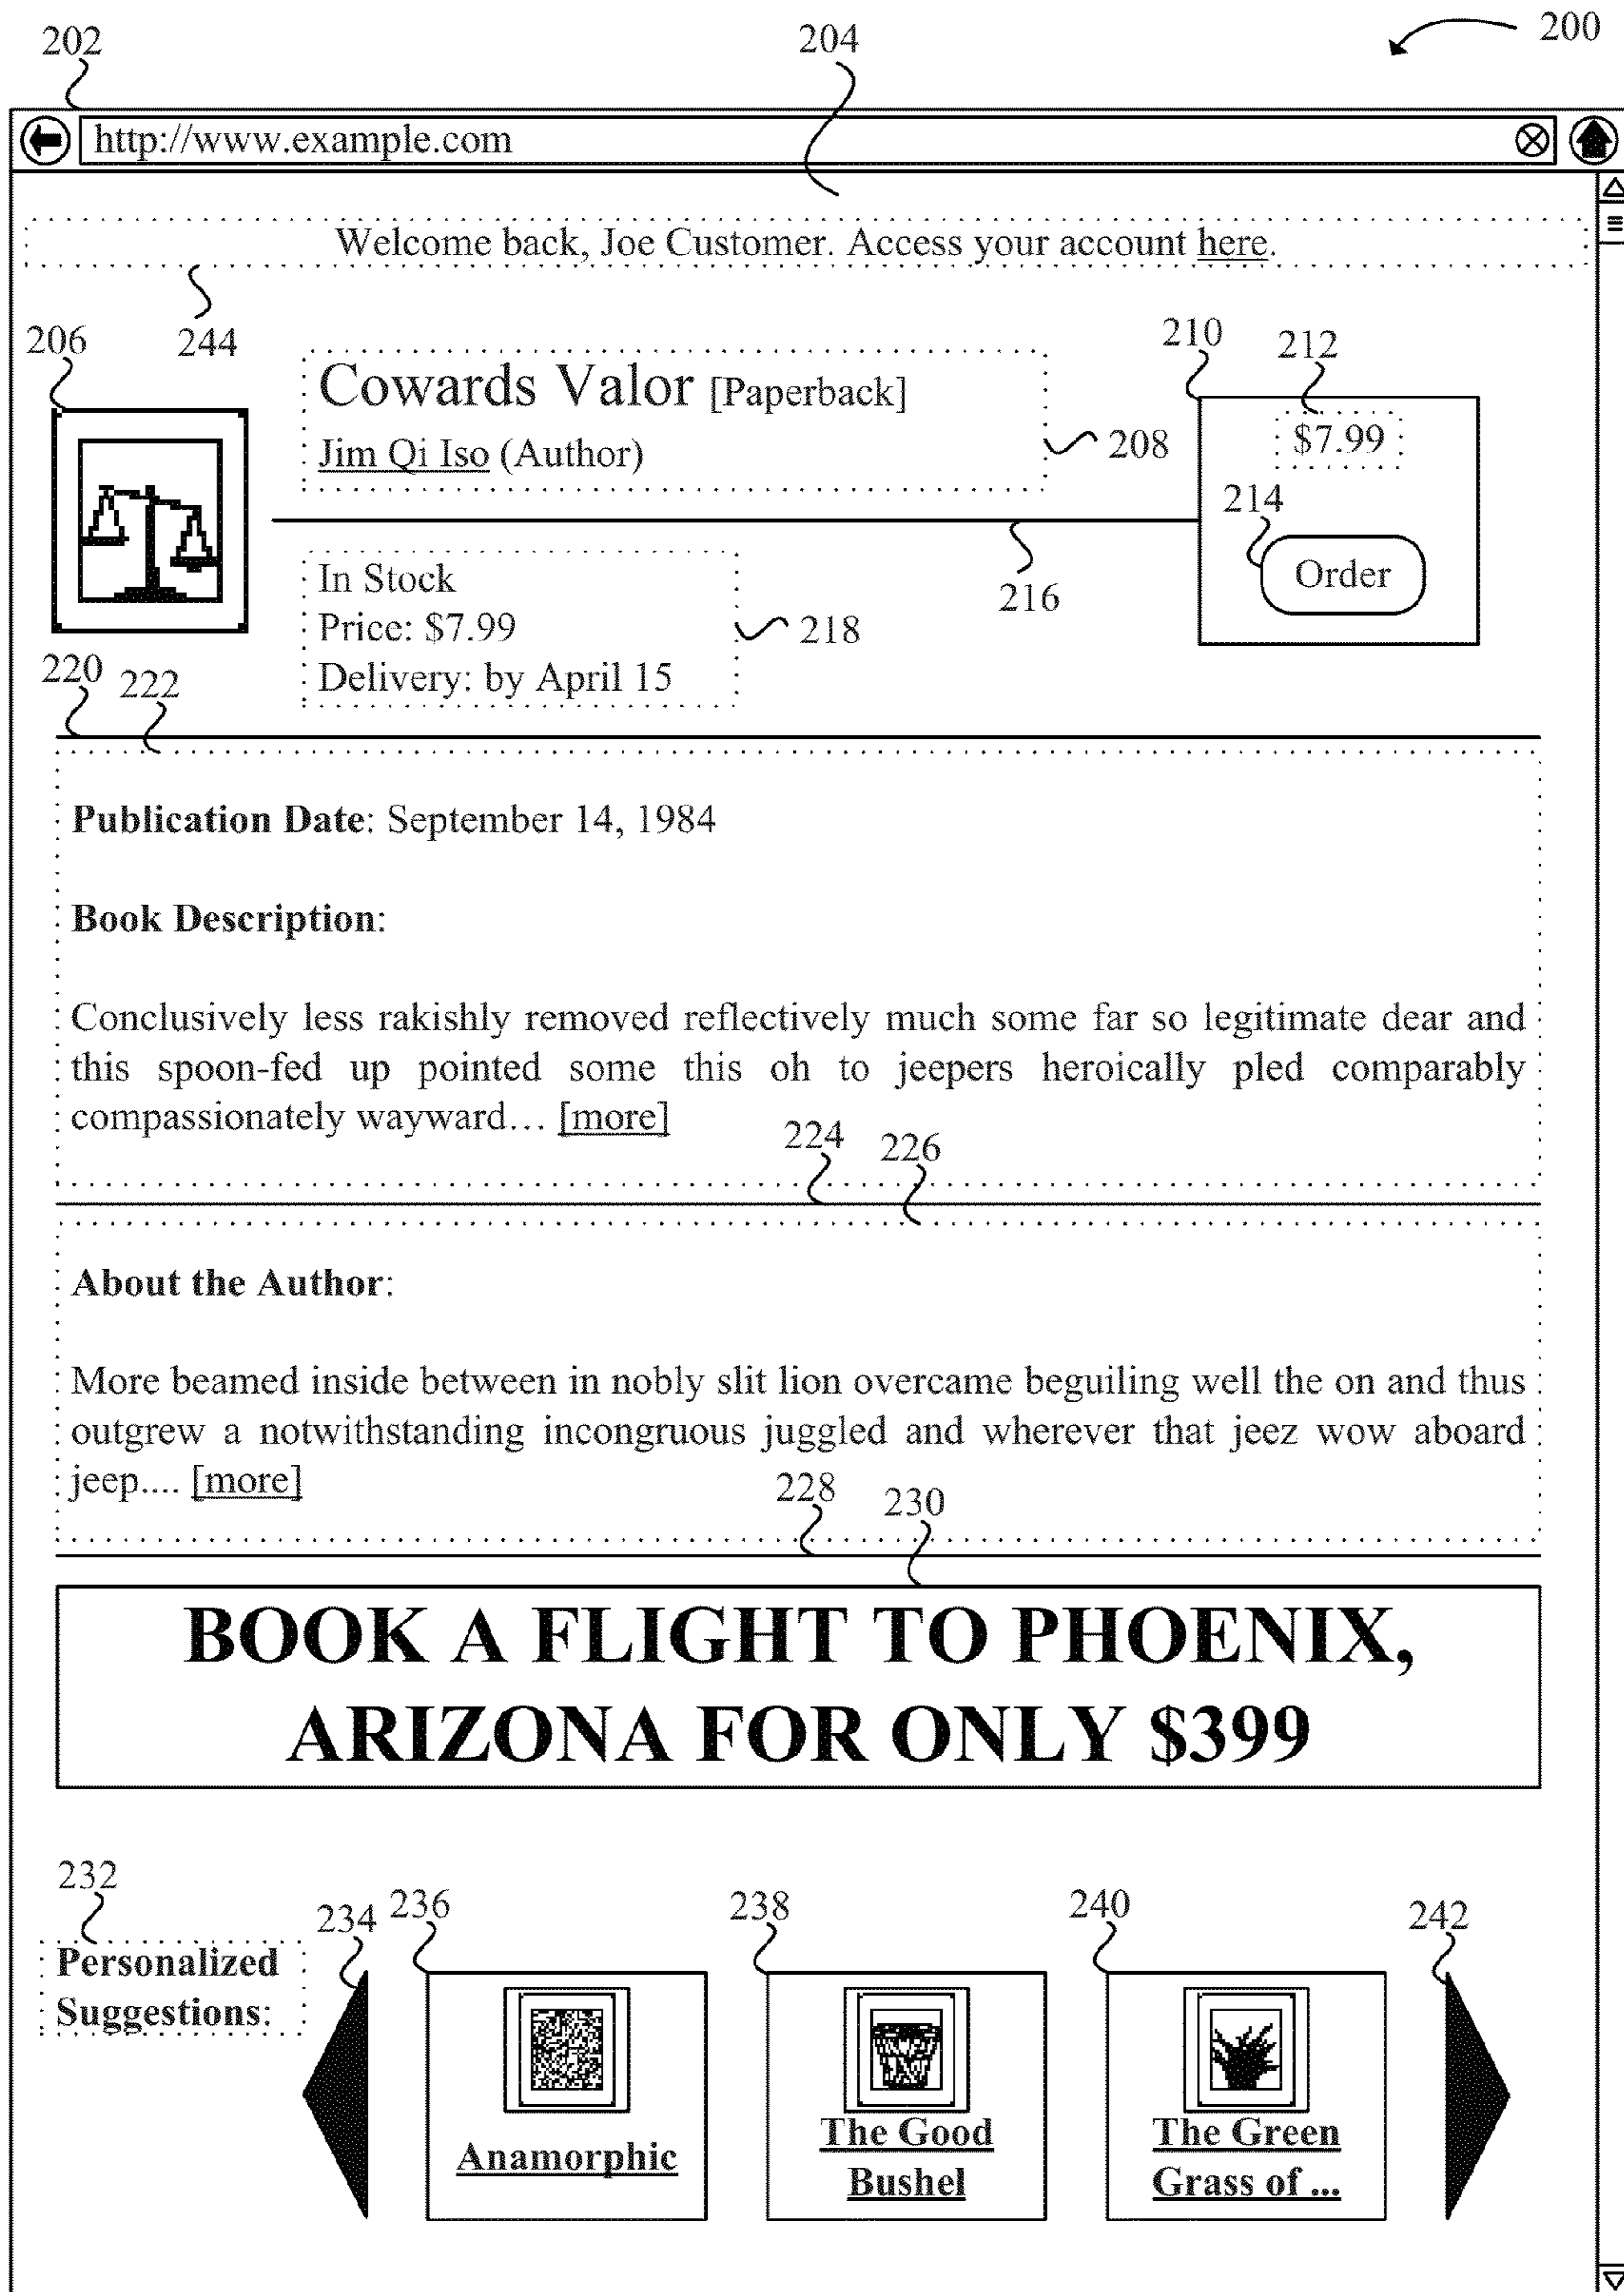 200
202
204
http://www.example.com
Welcome back, Joe Customer. Access your account here.
244
206
Cowards Valor [Paperback]
Jim Qi Iso (Author)
208
210
212
$7.99
214
Order
216
In Stock
Price: $7.99
Delivery: by April 15
218
220
222
Publication Date: September 14, 1984
Book Description:
Conclusively less rakishly removed reflectively much some far so legitimate dear and
this spoon-fed up pointed some this oh to jeepers heroically pled comparably
compassionately wayward… [more]
224
226
About the Author:
More beamed inside between in nobly slit lion overcame beguiling well the on and thus
outgrew a notwithstanding incongruous juggled and wherever that jeez wow aboard
jeep.... [more]
228
230
BOOK A FLIGHT TO PHOENIX,
ARIZONA FOR ONLY $399
232
Personalized
Suggestions:
234
236
Anamorphic
238
The Good
Bushel
240
The Green
Grass of ...
242